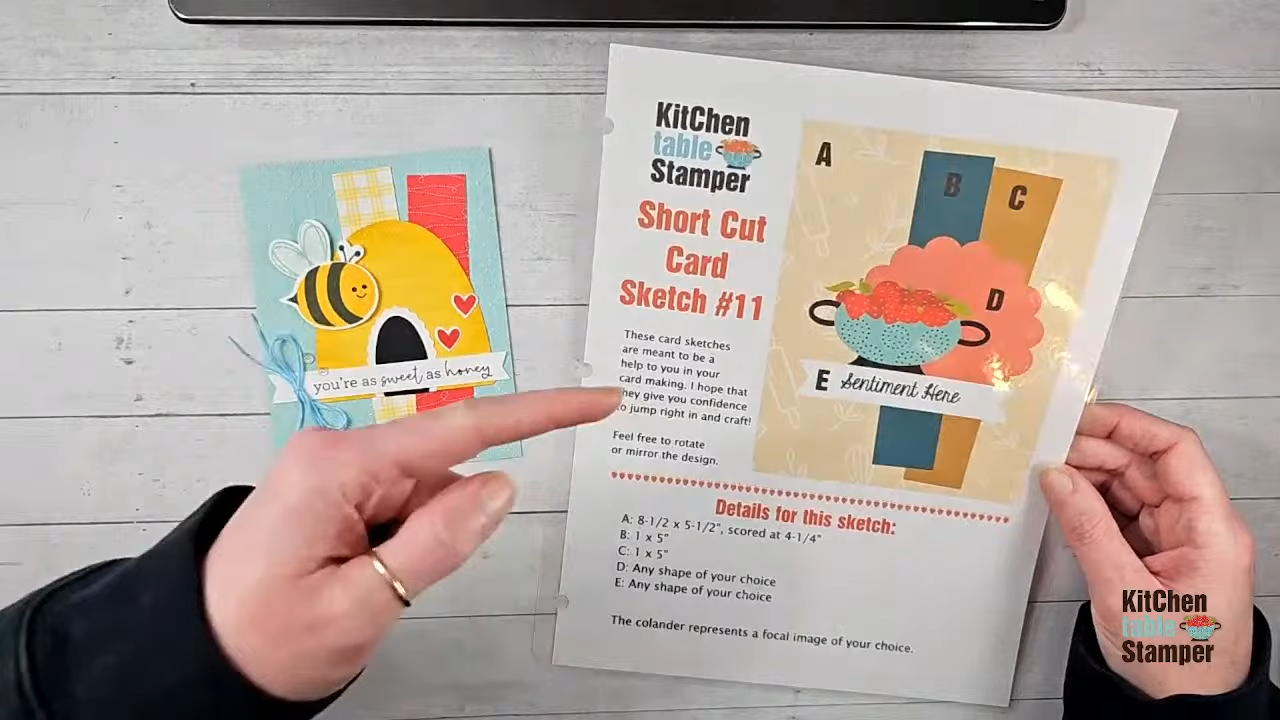 you're as sweet as honey
KitChen
table
Stamper
Short Cut
Card
Sketch #11
These card sketches
are meant to be a
help to you in your
card making. I hope that
they give you confidence
to jump right in and craft!
Feel free to rotate
or mirror the design.
A
B
C
D
E Sentiment Here
Details for this sketch:
A: 8-1/2 x 5-1/2", scored at 4-1/4"
B: 1 x 5"
C: 1 x 5"
D: Any shape of your choice
E: Any shape of your choice
The colander represents a focal image of your choice.
KitChen
table
Stamper